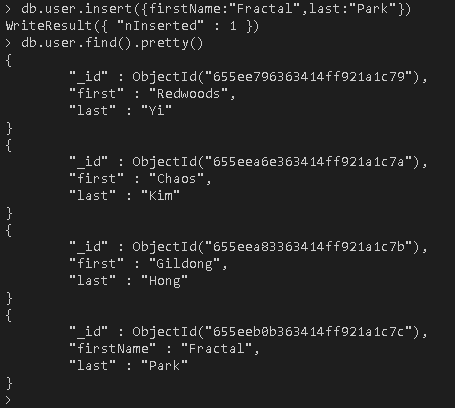 > db.user.insert({firstName:"Fractal",last:"Park"})
WriteResult({ "nInserted" : 1 })
> db.user.find().pretty()
{
        "_id" : ObjectId("655ee796363414ff921a1c79"),
        "first" : "Redwoods",
        "last" : "Yi"
}
{
        "_id" : ObjectId("655eea6e363414ff921a1c7a"),
        "first" : "Chaos",
        "last" : "Kim"
}
{
        "_id" : ObjectId("655eea83363414ff921a1c7b"),
        "first" : "Gildong",
        "last" : "Hong"
}
{
        "_id" : ObjectId("655eeb0b363414ff921a1c7c"),
        "firstName" : "Fractal",
        "last" : "Park"
}
>